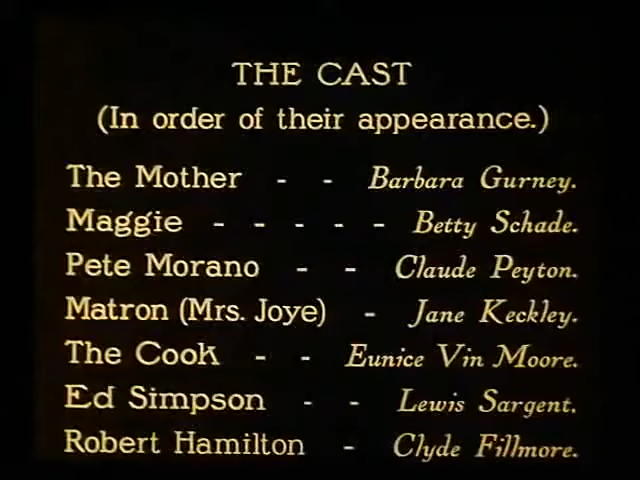 THE CAST
(In order of their appearance.)
The Mother - - Barbara Gurney.
Maggie - - - - - Betty Schade.
Pete Morano - - Claude Peyton.
Matron (Mrs. Joye) - Jane Keckley.
The Cook - - Eunice Vin Moore.
Ed Simpson - - Lewis Sargent.
Robert Hamilton - Clyde Fillmore.